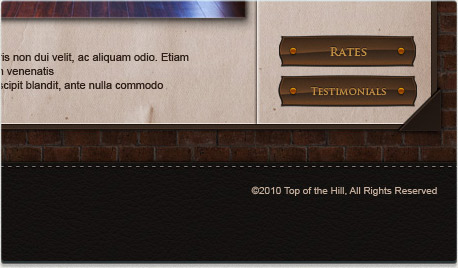 ris non dui velit, ac aliquam odio. Etiam
venenatis
scipit blandit, ante nulla commodo
RATES
TESTIMONIALS
©2010 Top of the Hill, All Rights Reserved